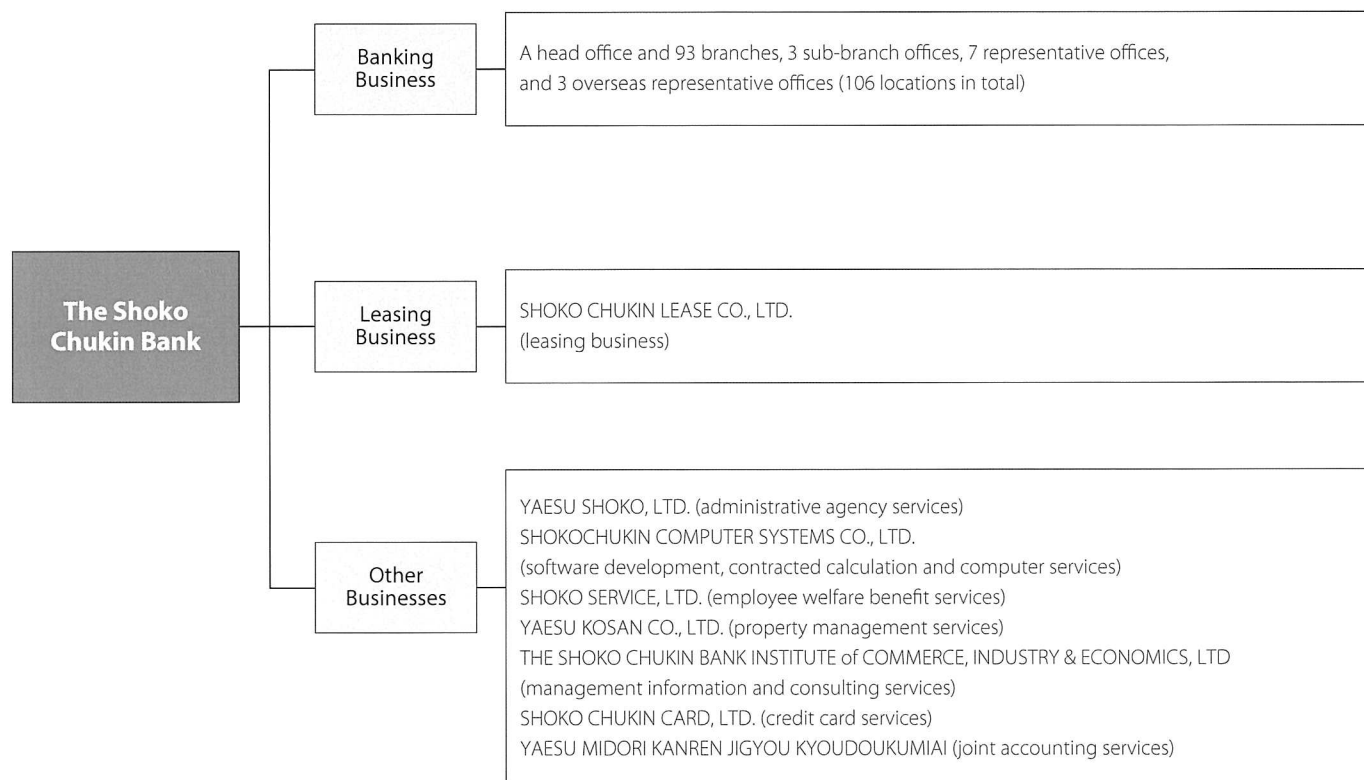 The Shoko
Chukin Bank
Banking
Business
A head office and 93 branches, 3 sub-branch offices, 7 representative offices,
and 3 overseas representative offices (106 locations in total)
Leasing
Business
SHOKO CHUKIN LEASE CO., LTD.
(leasing business)
Other
Businesses
YAESU SHOKO, LTD. (administrative agency services)
SHOKOCHUKIN COMPUTER SYSTEMS CO., LTD.
(software development, contracted calculation and computer services)
SHOKO SERVICE, LTD. (employee welfare benefit services)
YAESU KOSAN CO., LTD. (property management services)
THE SHOKO CHUKIN BANK INSTITUTE of COMMERCE, INDUSTRY & ECONOMICS, LTD
(management information and consulting services)
SHOKO CHUKIN CARD, LTD. (credit card services)
YAESU MIDORI KANREN JIGYOU KYOUDOUKUMIAI (joint accounting services)